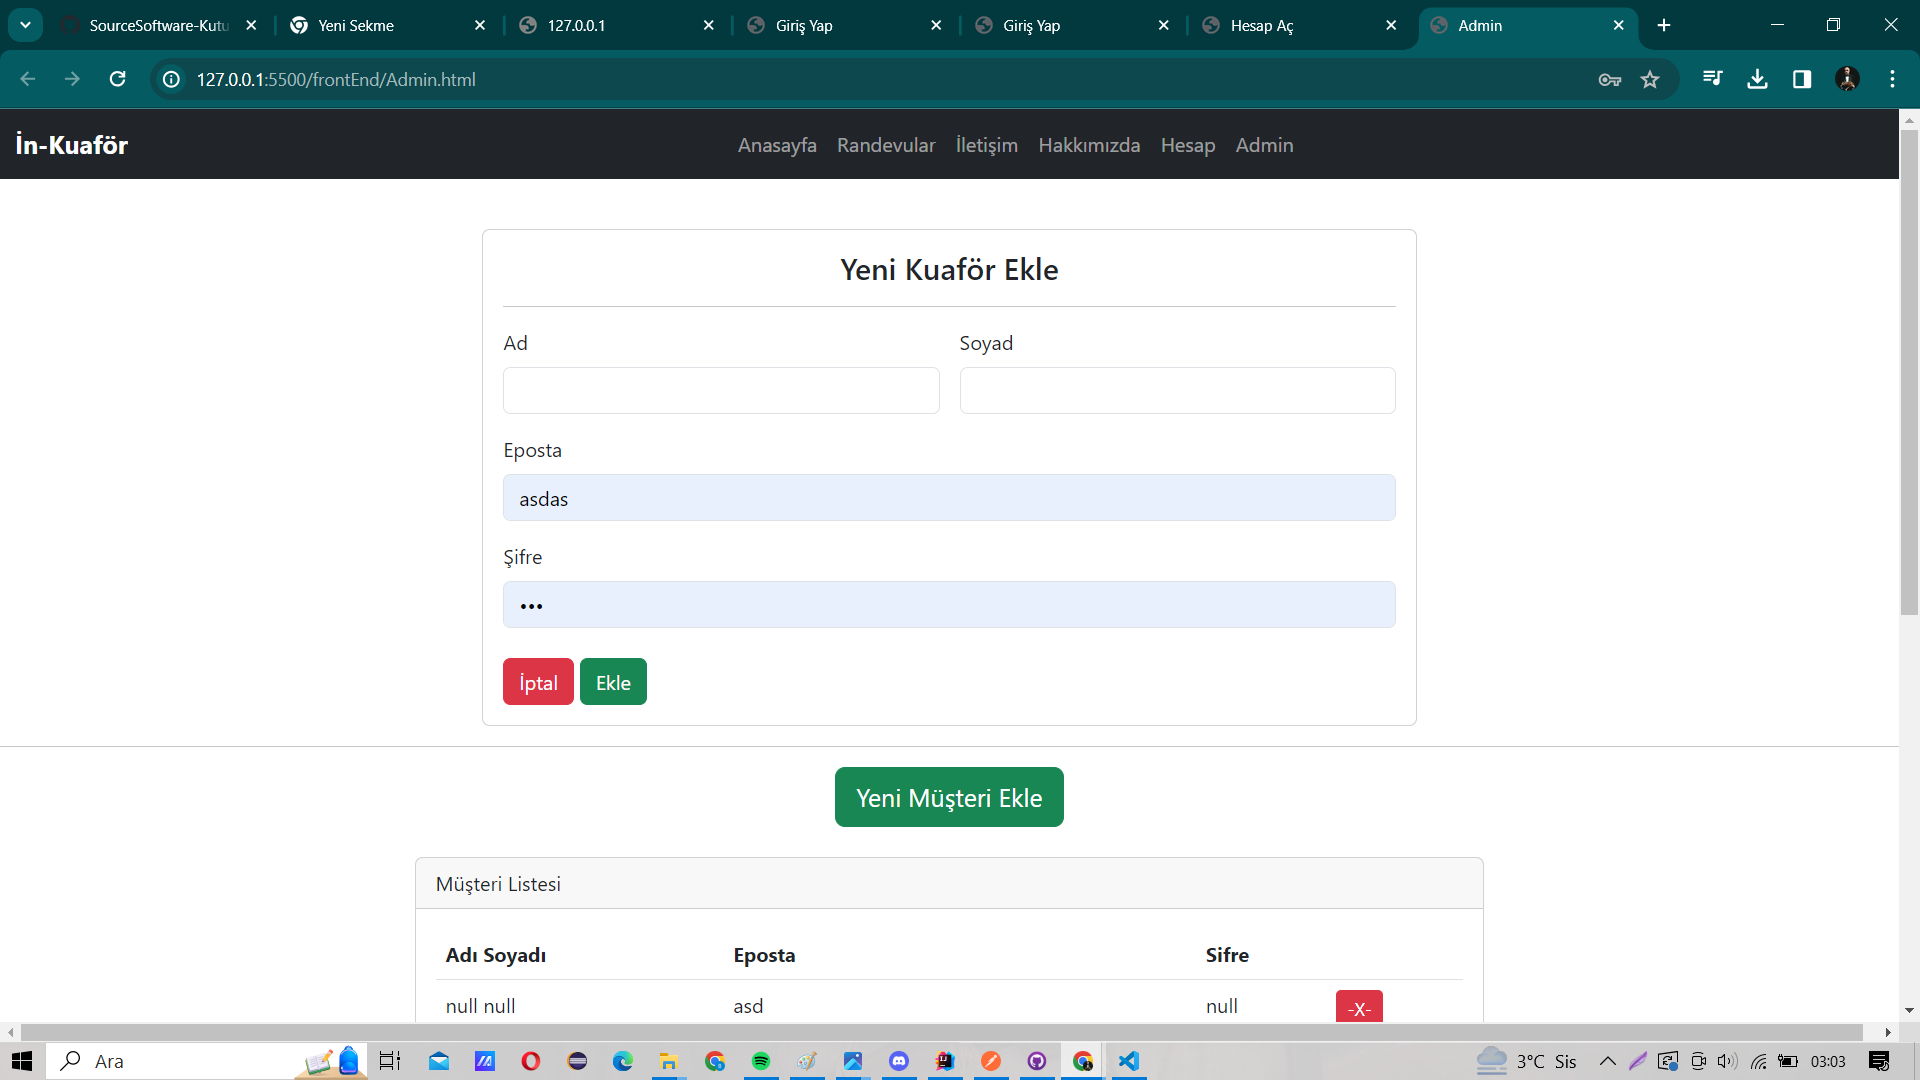 SourceSoftware-Kutu
Yeni Sekme
127.0.0.1
Giriş Yap
Giriş Yap
Hesap Aç
Admin
127.0.0.1:5500/frontEnd/Admin.html
İn-Kuaför
Anasayfa Randevular İletişim Hakkımızda Hesap Admin
Yeni Kuaför Ekle
Ad Soyad
Eposta
asdas
Şifre
•••
İptal Ekle
Yeni Müşteri Ekle
Müşteri Listesi
Adı Soyadı Eposta Sifre
null null asd null -X-
Ara
3°C Sis 03:03